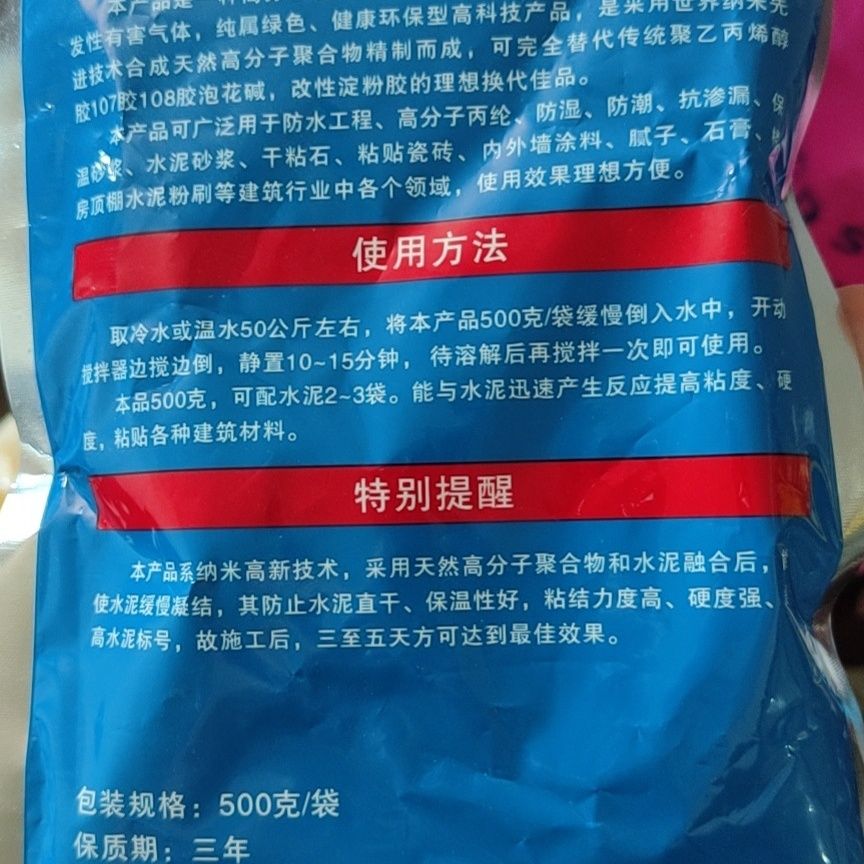 本产品是一种高
发性有害气体，纯属绿色、健康环保型高科技产品，是采用世界纳米先
进技术合成天然高分子聚合物精制而成，可完全替代传统聚乙丙烯醇
胶107胶108胶泡花碱，改性淀粉胶的理想换代佳品。
本产品可广泛用于防水工程、高分子丙纶、防湿、防潮、抗渗漏、保
温砂浆、水泥砂浆、干粘石、粘贴瓷砖、内外墙涂料、腻子、石膏、
房顶棚水泥粉刷等建筑行业中各个领域，使用效果理想方便。
使用方法
取冷水或温水50公斤左右，将本产品500克/袋缓慢倒入水中，开动
搅拌器边搅边倒，静置10~15分钟，待溶解后再搅拌一次即可使用。
本品500克，可配水泥2~3袋。能与水泥迅速产生反应提高粘度、硬
度，粘贴各种建筑材料。
特别提醒
本产品系纳米高新技术，采用天然高分子聚合物和水泥融合后，
使水泥缓慢凝结，其防止水泥直干、保温性好，粘结力度高、硬度强、
高水泥标号，故施工后，三至五天方可达到最佳效果。
包装规格：500克/袋
保质期：三年